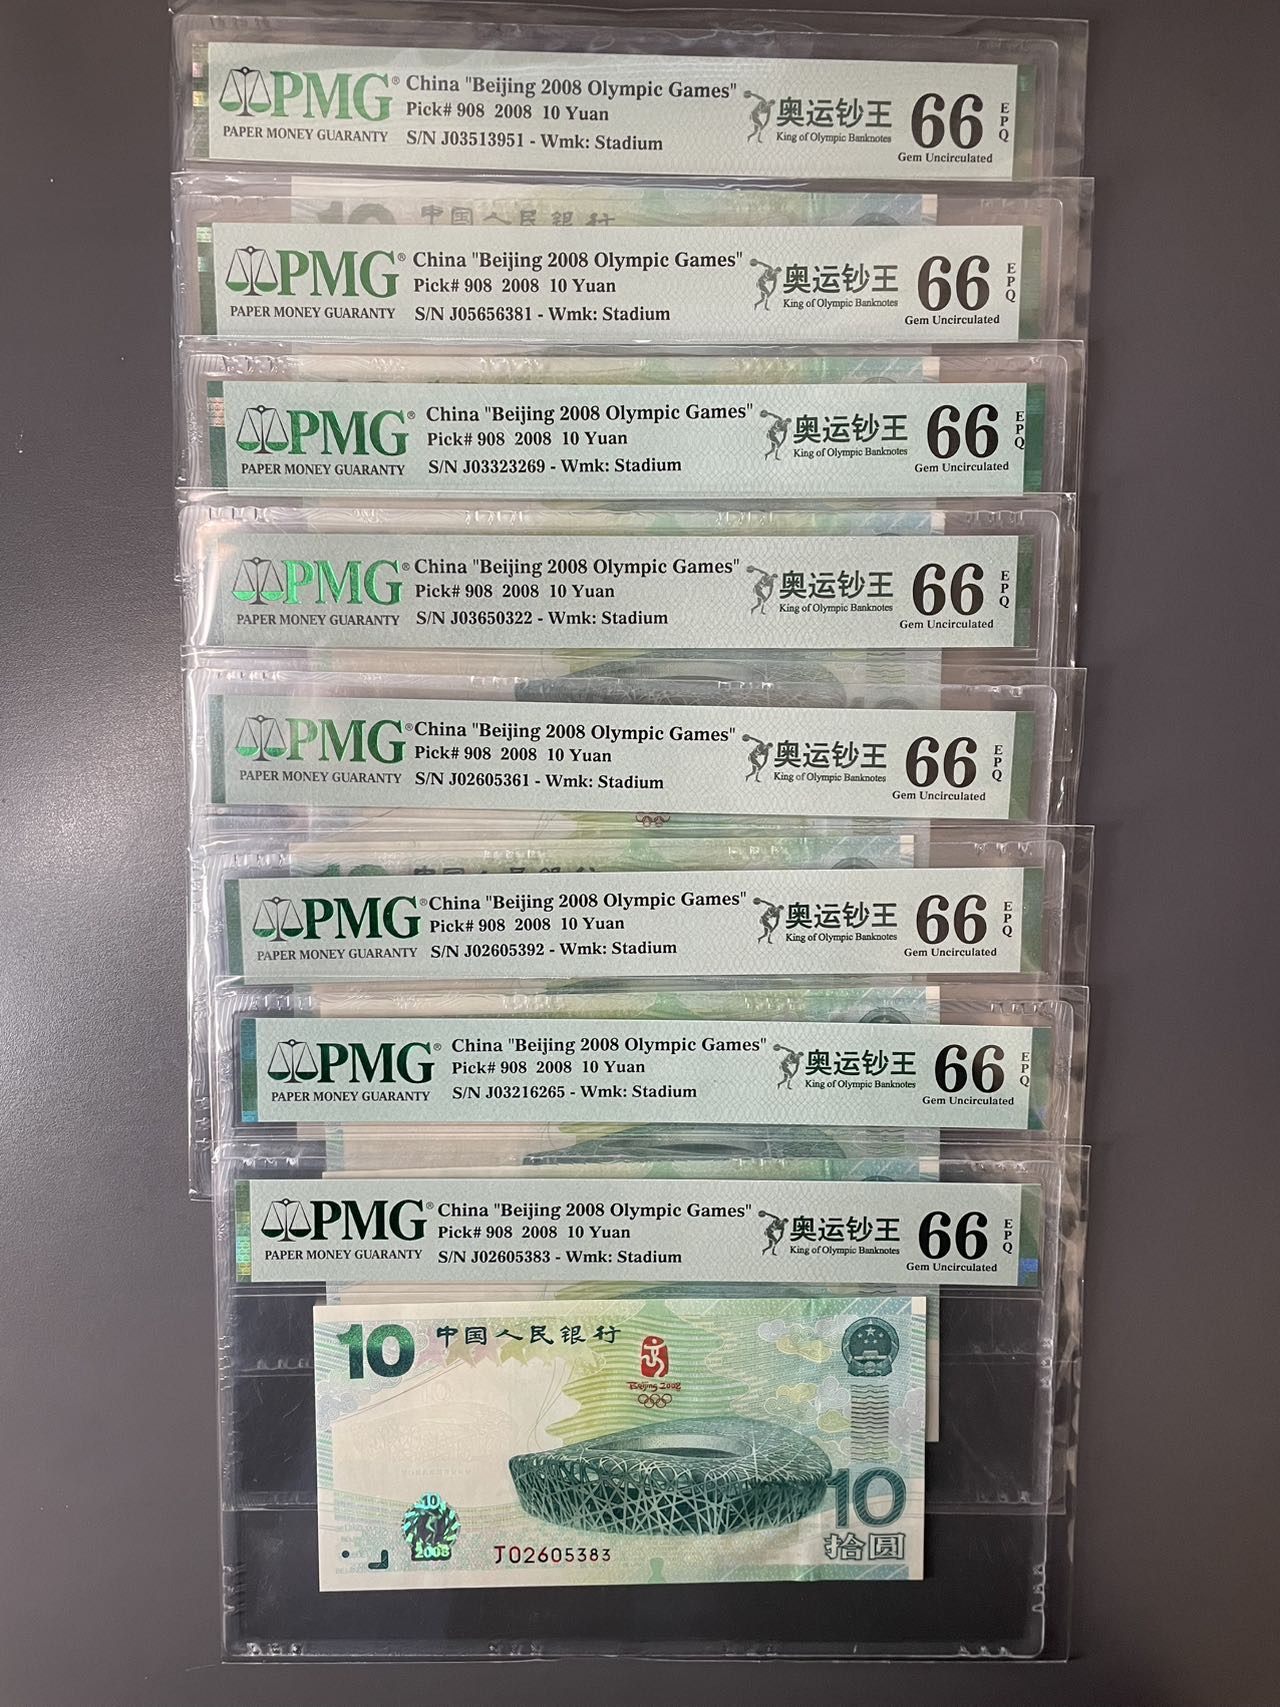 PMG®
PAPER MONEY GUARANTY
China "Beijing 2008 Olympic Games"
Pick# 908 2008 10 Yuan
S/N J03513951 - Wmk: Stadium
奥运钞王
King of Olympic Banknotes
66
EPQ
Gem Uncirculated
10
中国人民银行
PMG®
PAPER MONEY GUARANTY
China "Beijing 2008 Olympic Games"
Pick# 908 2008 10 Yuan
S/N J05656381 - Wmk: Stadium
奥运钞王
King of Olympic Banknotes
66
EPQ
Gem Uncirculated
PMG®
PAPER MONEY GUARANTY
China "Beijing 2008 Olympic Games"
Pick# 908 2008 10 Yuan
S/N J03323269 - Wmk: Stadium
奥运钞王
King of Olympic Banknotes
66
EPQ
Gem Uncirculated
PMG®
PAPER MONEY GUARANTY
China "Beijing 2008 Olympic Games"
Pick# 908 2008 10 Yuan
S/N J03650322 - Wmk: Stadium
奥运钞王
King of Olympic Banknotes
66
EPQ
Gem Uncirculated
PMG®
PAPER MONEY GUARANTY
China "Beijing 2008 Olympic Games"
Pick# 908 2008 10 Yuan
S/N J02605361 - Wmk: Stadium
奥运钞王
King of Olympic Banknotes
66
EPQ
Gem Uncirculated
PMG®
PAPER MONEY GUARANTY
China "Beijing 2008 Olympic Games"
Pick# 908 2008 10 Yuan
S/N J02605392 - Wmk: Stadium
奥运钞王
King of Olympic Banknotes
66
EPQ
Gem Uncirculated
PMG®
PAPER MONEY GUARANTY
China "Beijing 2008 Olympic Games"
Pick# 908 2008 10 Yuan
S/N J03216265 - Wmk: Stadium
奥运钞王
King of Olympic Banknotes
66
EPQ
Gem Uncirculated
PMG®
PAPER MONEY GUARANTY
China "Beijing 2008 Olympic Games"
Pick# 908 2008 10 Yuan
S/N J02605383 - Wmk: Stadium
奥运钞王
King of Olympic Banknotes
66
EPQ
Gem Uncirculated
10
中国人民银行
Beijing 2008
10
10
2008
J02605383
拾圆